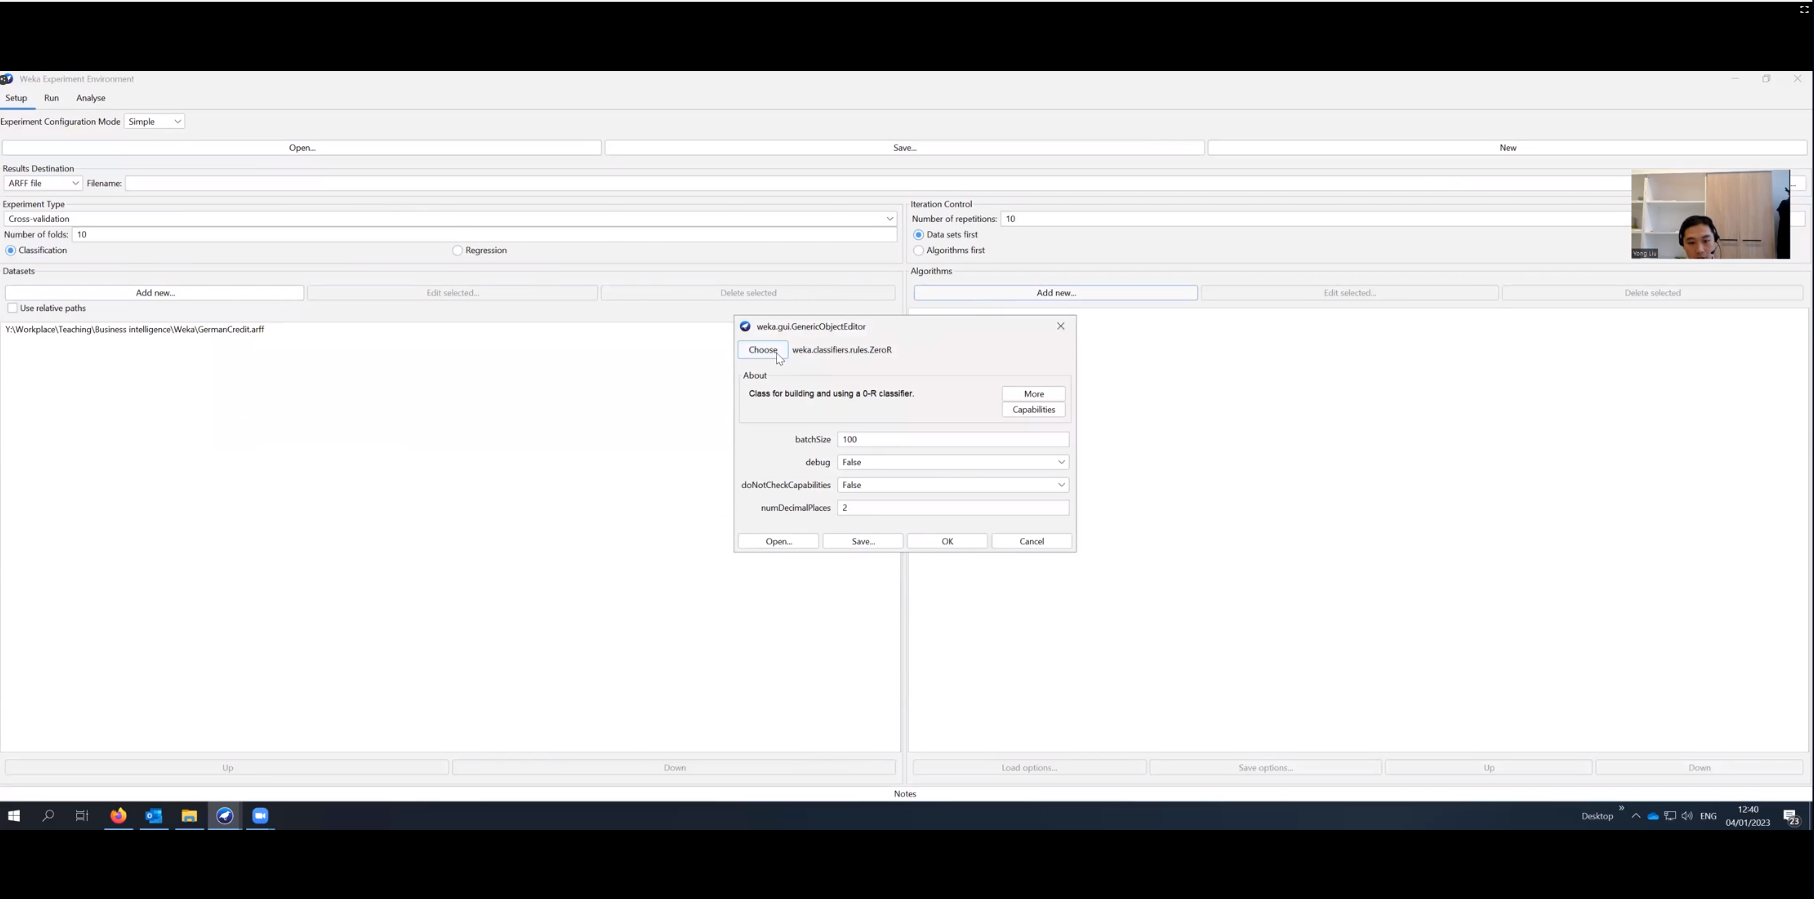 Weka Experiment Environment
Setup Run Analyse
Experiment Configuration Mode Simple
Open... Save... New
Results Destination
ARFF file Filename: ...
Experiment Type Iteration Control
Cross-validation Number of repetitions: 10
Number of folds: 10 Data sets first
Classification Regression Algorithms first
Yong Liu
Datasets Algorithms
Add new... Edit selected... Delete selected Add new... Edit selected... Delete selected
Use relative paths
Y:\Workplace\Teaching\Business intelligence\Weka\GermanCredit.arff
weka.gui.GenericObjectEditor
Choose weka.classifiers.rules.ZeroR
About
Class for building and using a 0-R classifier. More
Capabilities
batchSize 100
debug False
doNotCheckCapabilities False
numDecimalPlaces 2
Open... Save... OK Cancel
Up Down Load options... Save options... Up Down
Notes
Desktop » ENG 12:40
04/01/2023 23